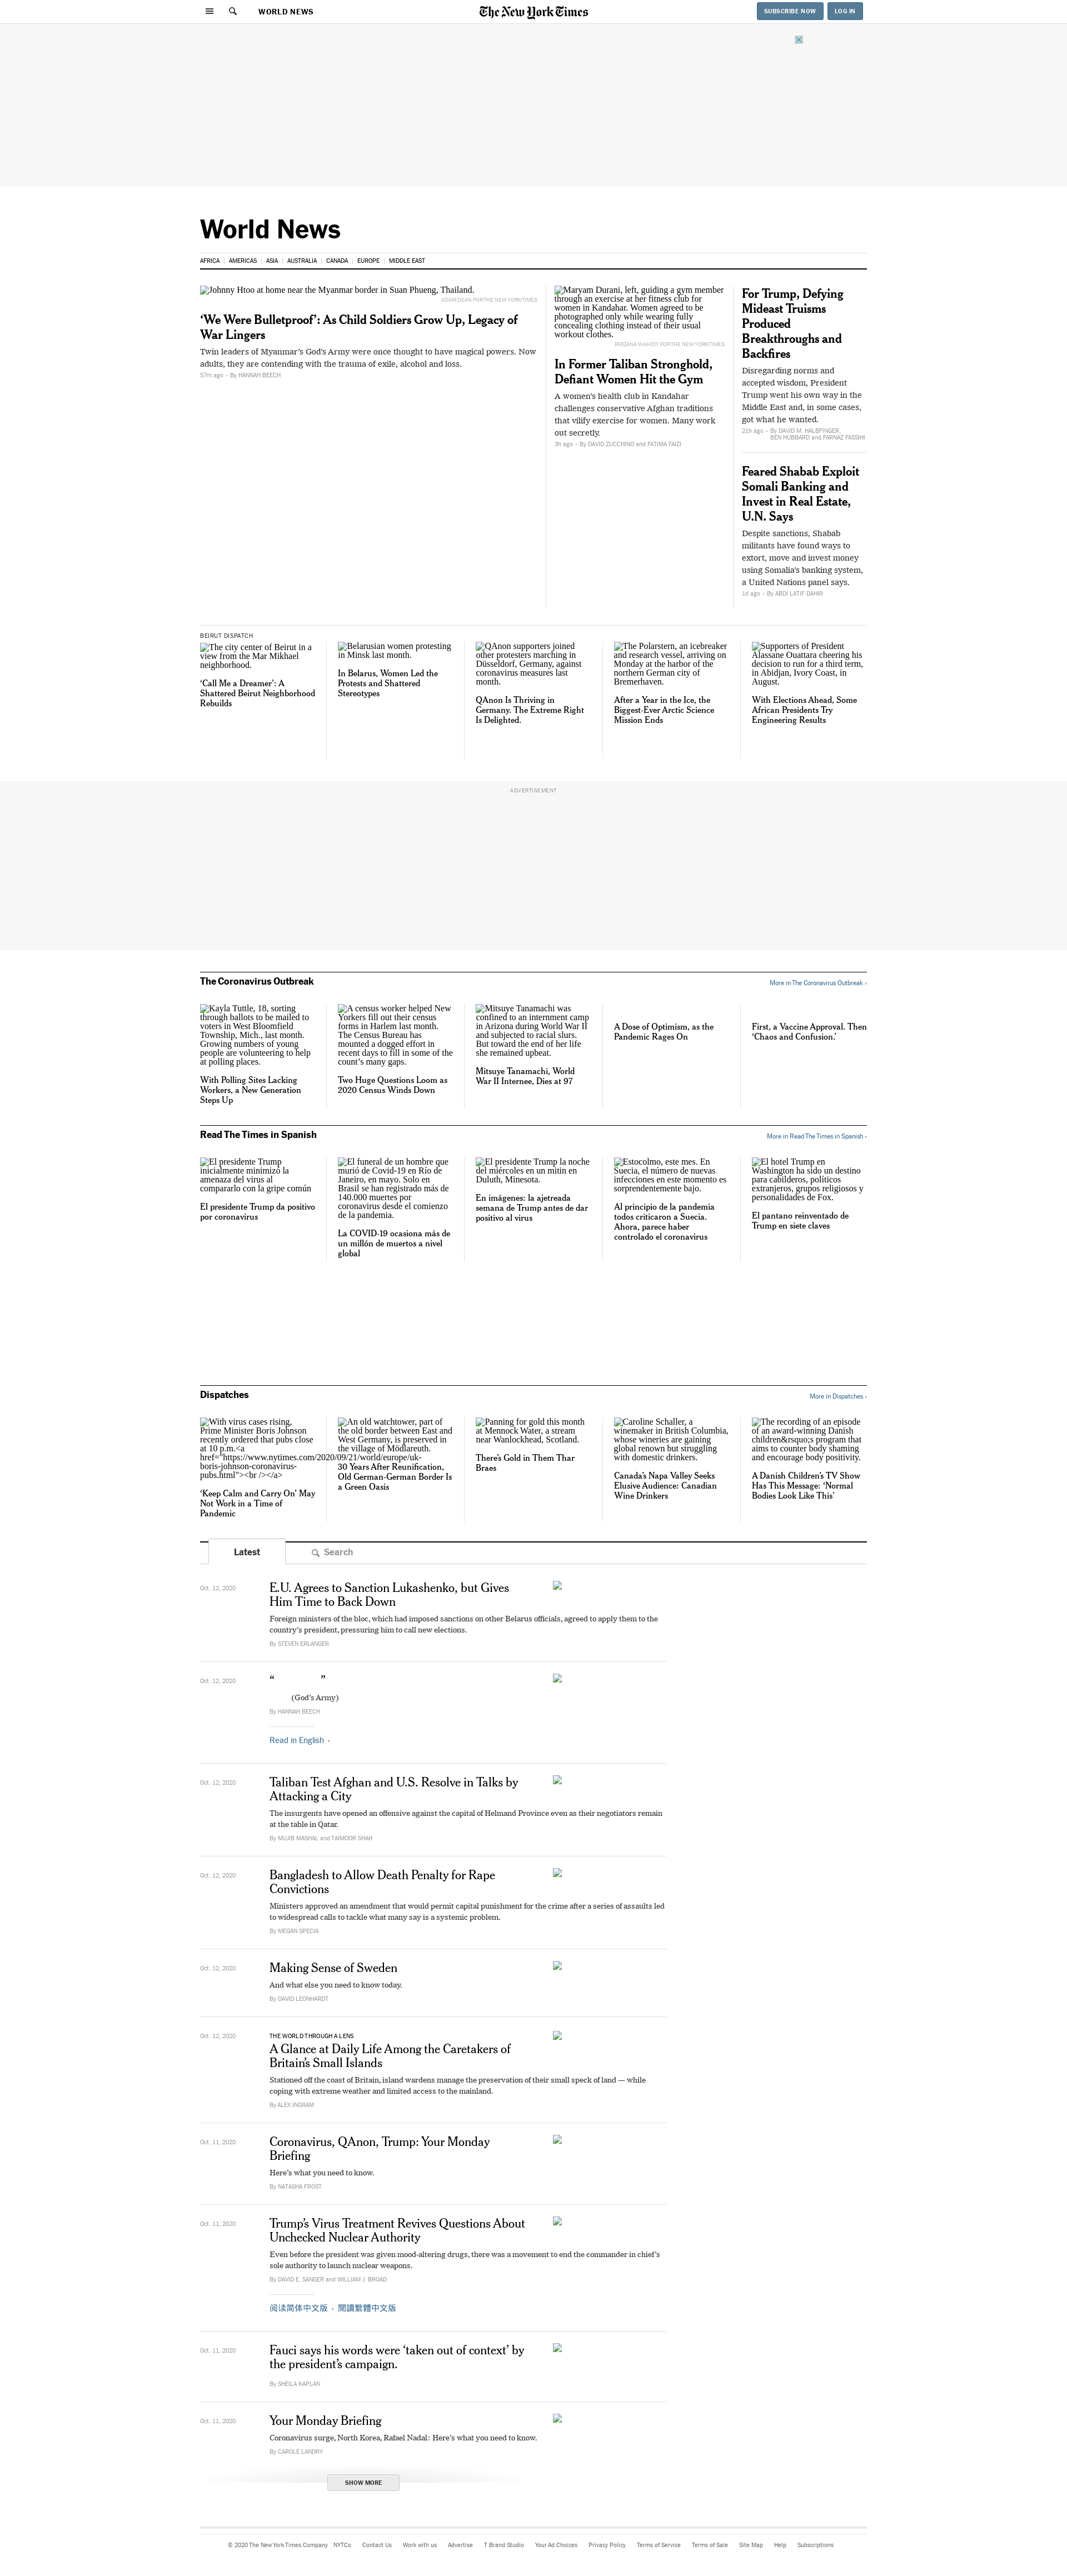 WORLD NEWS
The New York Times
SUBSCRIBE NOW
LOG IN
World News
AFRICA | AMERICAS | ASIA | AUSTRALIA | CANADA | EUROPE | MIDDLE EAST
Johnny Htoo at home near the Myanmar border in Suan Phueng, Thailand.
ADAM DEAN FOR THE NEW YORK TIMES
‘We Were Bulletproof’: As Child Soldiers Grow Up, Legacy of
War Lingers
Twin leaders of Myanmar's God's Army were once thought to have magical powers. Now
adults, they are contending with the trauma of exile, alcohol and loss.
57m ago • By HANNAH BEECH
Maryam Durani, left, guiding a gym member
through an exercise at her fitness club for
women in Kandahar. Women agreed to be
photographed only while wearing fully
concealing clothing instead of their usual
workout clothes.
FARZANA WAHIDY FOR THE NEW YORK TIMES
In Former Taliban Stronghold,
Defiant Women Hit the Gym
A women's health club in Kandahar
challenges conservative Afghan traditions
that vilify exercise for women. Many work
out secretly.
3h ago • By DAVID ZUCCHINO and FATIMA FAIZI
For Trump, Defying
Mideast Truisms
Produced
Breakthroughs and
Backfires
Disregarding norms and
accepted wisdom, President
Trump went his own way in the
Middle East and, in some cases,
got what he wanted.
21h ago • By DAVID M. HALBFINGER,
BEN HUBBARD and FARNAZ FASSIHI
Feared Shabab Exploit
Somali Banking and
Invest in Real Estate,
U.N. Says
Despite sanctions, Shabab
militants have found ways to
extort, move and invest money
using Somalia's banking system,
a United Nations panel says.
1d ago • By ABDI LATIF DAHIR
BEIRUT DISPATCH
The city center of Beirut in a
view from the Mar Mikhael
neighborhood.
‘Call Me a Dreamer’: A
Shattered Beirut Neighborhood
Rebuilds
Belarusian women protesting
in Minsk last month.
In Belarus, Women Led the
Protests and Shattered
Stereotypes
QAnon supporters joined
other protesters marching in
Düsseldorf, Germany, against
coronavirus measures last
month.
QAnon Is Thriving in
Germany. The Extreme Right
Is Delighted.
The Polarstern, an icebreaker
and research vessel, arriving on
Monday at the harbor of the
northern German city of
Bremerhaven.
After a Year in the Ice, the
Biggest-Ever Arctic Science
Mission Ends
Supporters of President
Alassane Ouattara cheering his
decision to run for a third term,
in Abidjan, Ivory Coast, in
August.
With Elections Ahead, Some
African Presidents Try
Engineering Results
ADVERTISEMENT
The Coronavirus Outbreak
More in The Coronavirus Outbreak ›
Kayla Tuttle, 18, sorting
through ballots to be mailed to
voters in West Bloomfield
Township, Mich., last month.
Growing numbers of young
people are volunteering to help
at polling places.
With Polling Sites Lacking
Workers, a New Generation
Steps Up
A census worker helped New
Yorkers fill out their census
forms in Harlem last month.
The Census Bureau has
mounted a dogged effort in
recent days to fill in some of the
count’s many gaps.
Two Huge Questions Loom as
2020 Census Winds Down
Mitsuye Tanamachi was
confined to an internment camp
in Arizona during World War II
and subjected to racial slurs.
But toward the end of her life
she remained upbeat.
Mitsuye Tanamachi, World
War II Internee, Dies at 97
A Dose of Optimism, as the
Pandemic Rages On
First, a Vaccine Approval. Then
‘Chaos and Confusion.’
Read The Times in Spanish
More in Read The Times in Spanish ›
El presidente Trump
inicialmente minimizó la
amenaza del virus al
compararlo con la gripe común
El presidente Trump da positivo
por coronavirus
El funeral de un hombre que
murió de Covid-19 en Río de
Janeiro, en mayo. Solo en
Brasil se han registrado más de
140.000 muertes por
coronavirus desde el comienzo
de la pandemia.
La COVID-19 ocasiona más de
un millón de muertos a nivel
global
El presidente Trump la noche
del miércoles en un mitin en
Duluth, Minesota.
En imágenes: la ajetreada
semana de Trump antes de dar
positivo al virus
Estocolmo, este mes. En
Suecia, el número de nuevas
infecciones en este momento es
sorprendentemente bajo.
Al principio de la pandemia
todos criticaron a Suecia.
Ahora, parece haber
controlado el coronavirus
El hotel Trump en
Washington ha sido un destino
para cabilderos, políticos
extranjeros, grupos religiosos y
personalidades de Fox.
El pantano reinventado de
Trump en siete claves
Dispatches
More in Dispatches ›
With virus cases rising,
Prime Minister Boris Johnson
recently ordered that pubs close
at 10 p.m.<a
href="https://www.nytimes.com/2020/09/21/world/europe/uk-
boris-johnson-coronavirus-
pubs.html"><br /></a>
‘Keep Calm and Carry On’ May
Not Work in a Time of
Pandemic
An old watchtower, part of
the old border between East and
West Germany, is preserved in
the village of Mödlareuth.
30 Years After Reunification,
Old German-German Border Is
a Green Oasis
Panning for gold this month
at Mennock Water, a stream
near Wanlockhead, Scotland.
There’s Gold in Them Thar
Braes
Caroline Schaller, a
winemaker in British Columbia,
whose wineries are gaining
global renown but struggling
with domestic drinkers.
Canada’s Napa Valley Seeks
Elusive Audience: Canadian
Wine Drinkers
The recording of an episode
of an award-winning Danish
children&rsquo;s program that
aims to counter body shaming
and encourage body positivity.
A Danish Children’s TV Show
Has This Message: ‘Normal
Bodies Look Like This’
Latest
Search
Oct. 12, 2020
E.U. Agrees to Sanction Lukashenko, but Gives
Him Time to Back Down
Foreign ministers of the bloc, which had imposed sanctions on other Belarus officials, agreed to apply them to the
country’s president, pressuring him to call new elections.
By STEVEN ERLANGER
Oct. 12, 2020
“ ”
(God’s Army)
By HANNAH BEECH
Read in English •
Oct. 12, 2020
Taliban Test Afghan and U.S. Resolve in Talks by
Attacking a City
The insurgents have opened an offensive against the capital of Helmand Province even as their negotiators remain
at the table in Qatar.
By MUJIB MASHAL and TAIMOOR SHAH
Oct. 12, 2020
Bangladesh to Allow Death Penalty for Rape
Convictions
Ministers approved an amendment that would permit capital punishment for the crime after a series of assaults led
to widespread calls to tackle what many say is a systemic problem.
By MEGAN SPECIA
Oct. 12, 2020
Making Sense of Sweden
And what else you need to know today.
By DAVID LEONHARDT
Oct. 12, 2020
THE WORLD THROUGH A LENS
A Glance at Daily Life Among the Caretakers of
Britain’s Small Islands
Stationed off the coast of Britain, island wardens manage the preservation of their small speck of land — while
coping with extreme weather and limited access to the mainland.
By ALEX INGRAM
Oct. 11, 2020
Coronavirus, QAnon, Trump: Your Monday
Briefing
Here’s what you need to know.
By NATASHA FROST
Oct. 11, 2020
Trump’s Virus Treatment Revives Questions About
Unchecked Nuclear Authority
Even before the president was given mood-altering drugs, there was a movement to end the commander in chief’s
sole authority to launch nuclear weapons.
By DAVID E. SANGER and WILLIAM J. BROAD
阅读简体中文版 • 閱讀繁體中文版
Oct. 11, 2020
Fauci says his words were ‘taken out of context’ by
the president’s campaign.
By SHEILA KAPLAN
Oct. 11, 2020
Your Monday Briefing
Coronavirus surge, North Korea, Rafael Nadal: Here’s what you need to know.
By CAROLE LANDRY
SHOW MORE
© 2020 The New York Times Company NYTCo Contact Us Work with us Advertise T Brand Studio Your Ad Choices Privacy Policy Terms of Service Terms of Sale Site Map Help Subscriptions